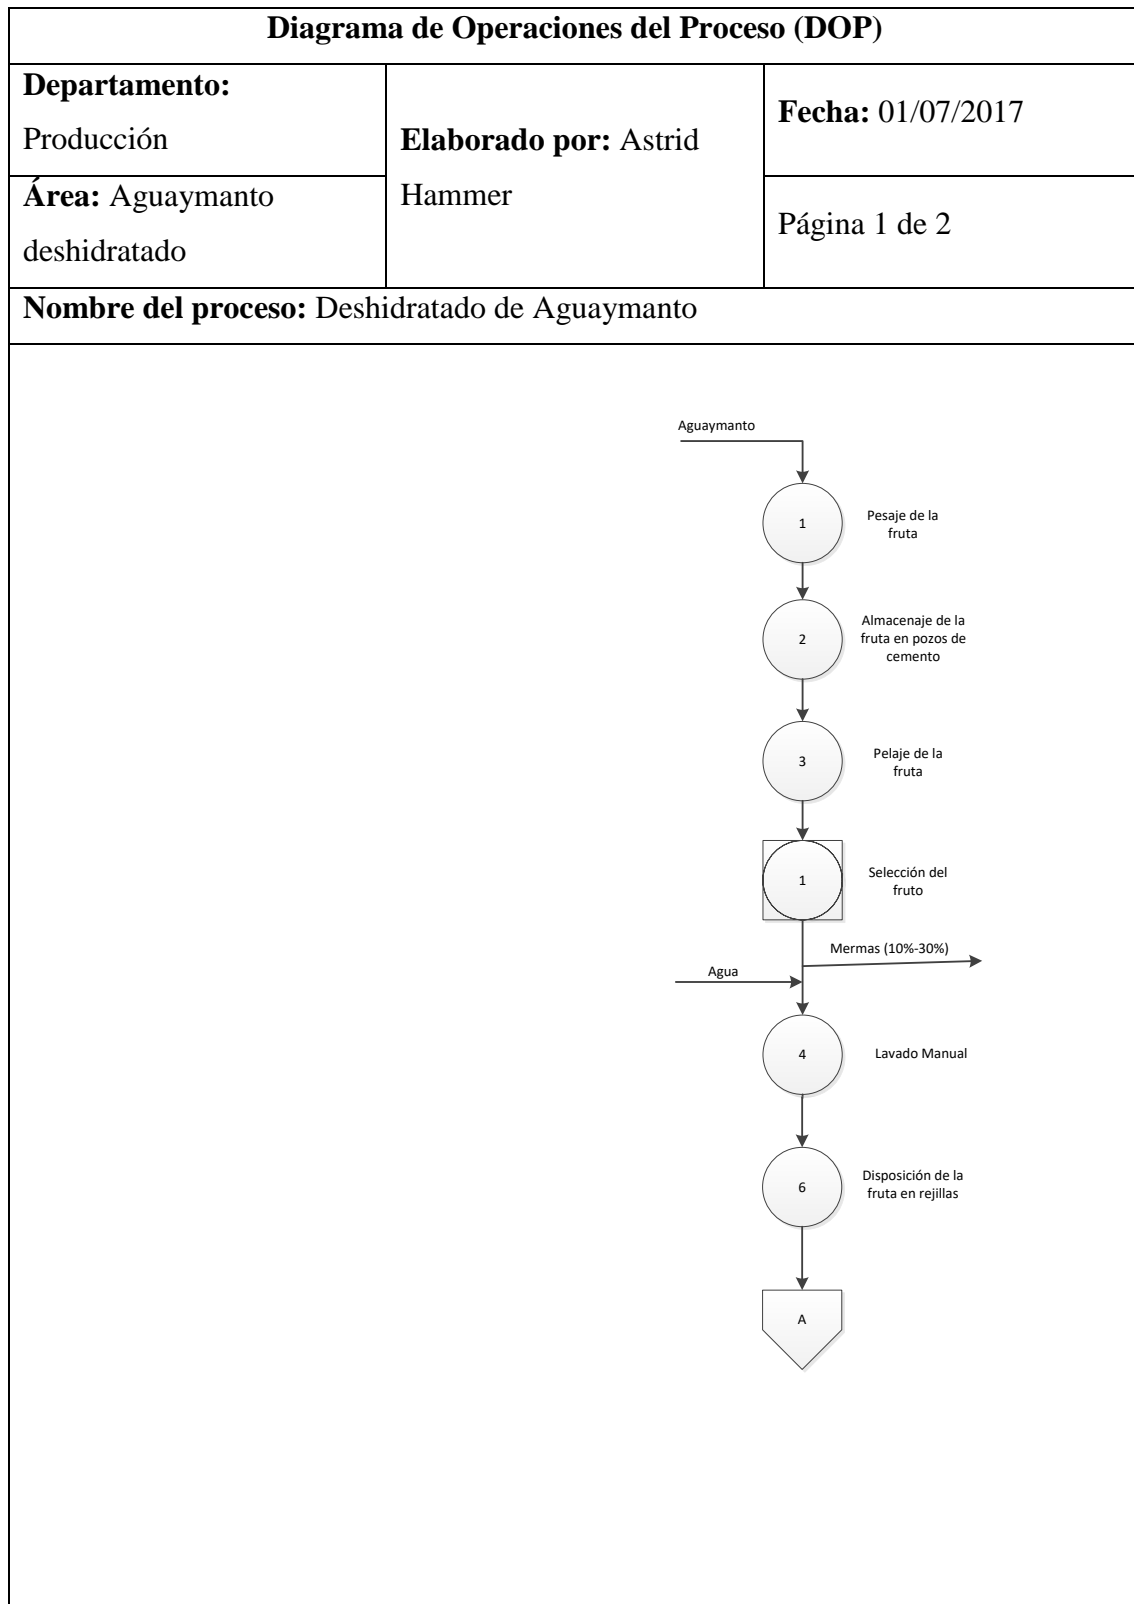 Diagrama de Operaciones del Proceso (DOP)
Departamento:
Producción
Elaborado por: Astrid
Hammer
Fecha: 01/07/2017
Área: Aguaymanto
deshidratado
Página 1 de 2
Nombre del proceso: Deshidratado de Aguaymanto
Aguaymanto
1
Pesaje de la
fruta
2
Almacenaje de la
fruta en pozos de
cemento
3
Pelaje de la
fruta
1
Selección del
fruto
Mermas (10%-30%)
Agua
4
Lavado Manual
6
Disposición de la
fruta en rejillas
A